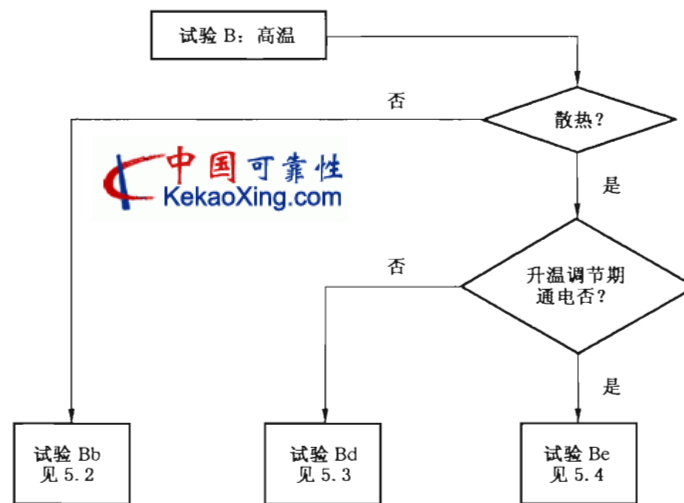 试验 B：高温
否
散热？
中国可靠性
KekaoXing.com
是
否
升温调节期
通电否？
是
试验 Bb
见 5.2
试验 Bd
见 5.3
试验 Be
见 5.4